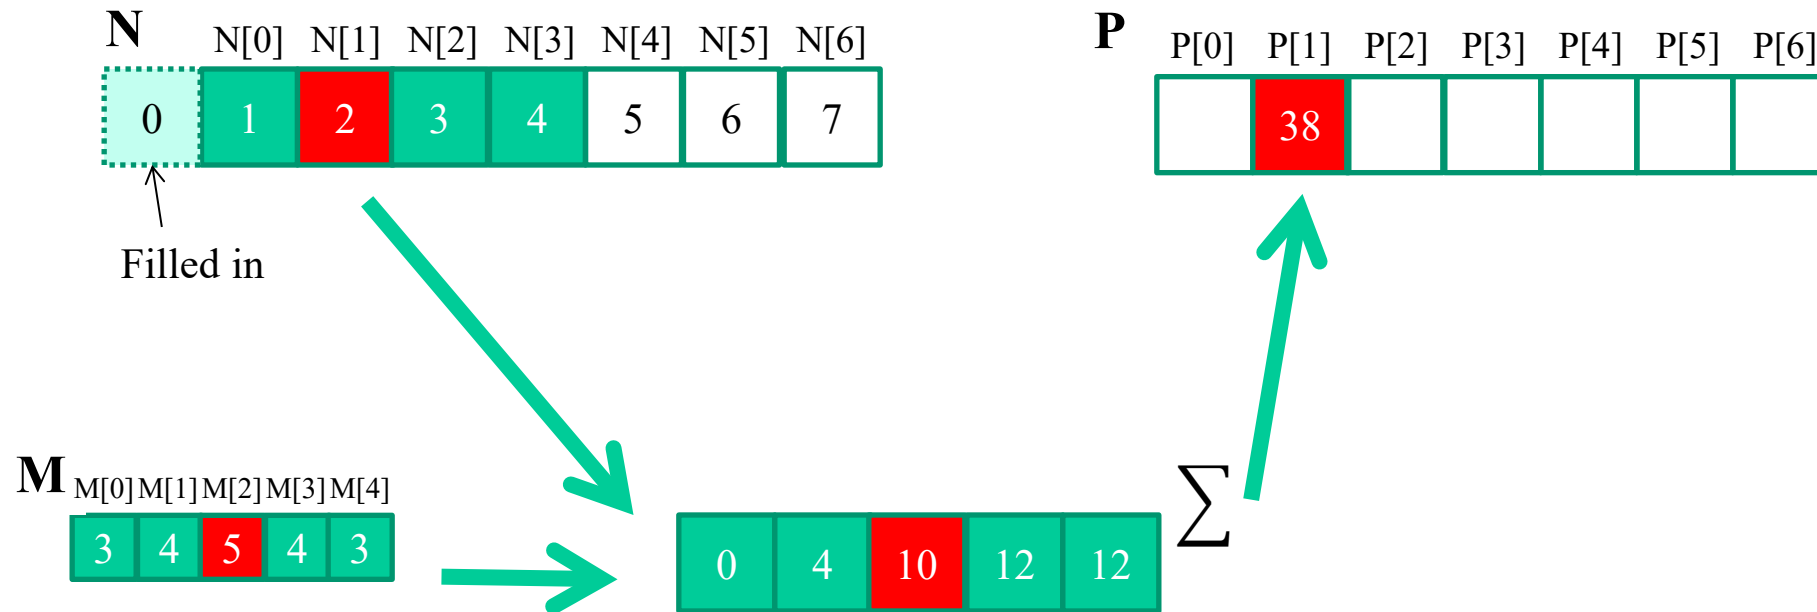 N
N[0] N[1] N[2] N[3] N[4] N[5] N[6]
0 1 2 3 4 5 6 7
Filled in
P
P[0] P[1] P[2] P[3] P[4] P[5] P[6]
38
M
M[0] M[1] M[2] M[3] M[4]
3 4 5 4 3
0 4 10 12 12
∑